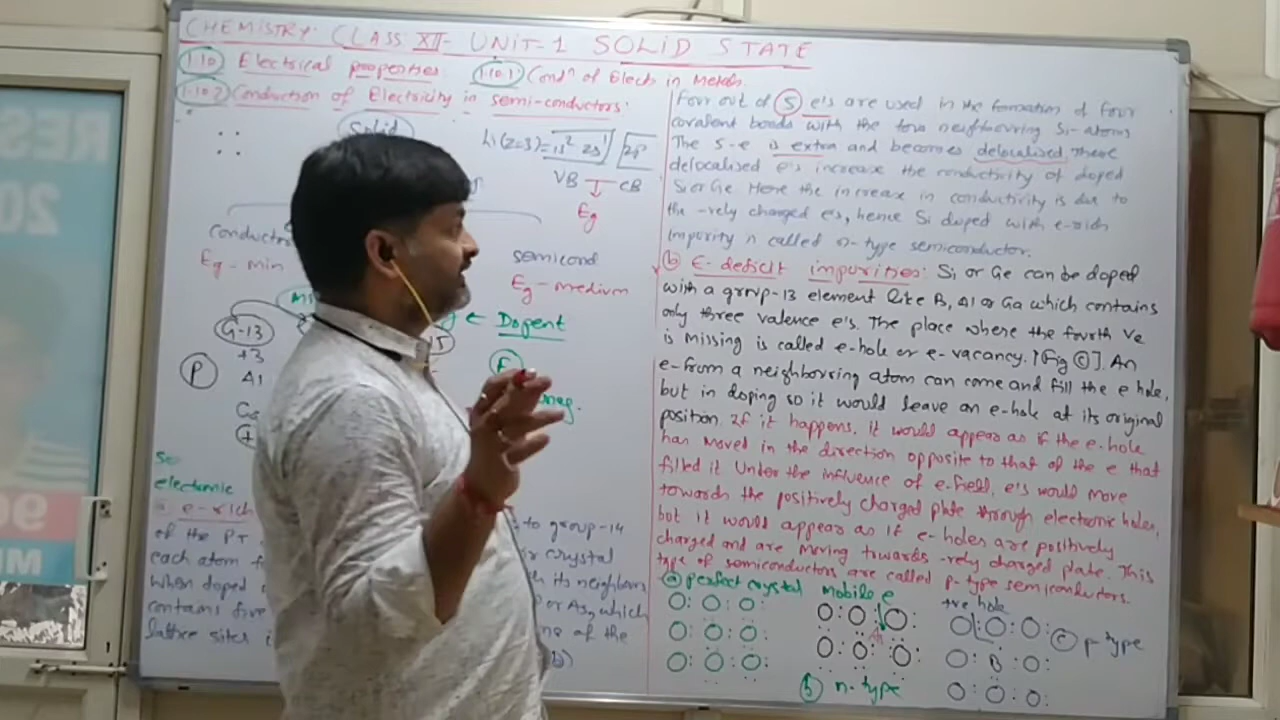 CHEMISTRY- CLASS XII- UNIT-1 SOLID STATE
1.10 Electrical properties 1.10.1 Condⁿ of Elect. in Metals.
1.10.2 Conduction of Electricity in semi-conductors:
Solid
Li(Z=3)=1s² 2s¹ 2p
VB CB
Eg
conductor
Eg - min
semicond
Eg - medium
← Dopent
G-13
+3
15
P
Al
Ga
electronic
e-rich
to group-14
of the PT
crystal
each atom
its neighbours
when doped
or As, which
contains five
one of the
lattice sites
(b)
Four out of 5 e's are used in the formation of four
covalent bonds with the four neighbouring Si-atoms
The 5-e is extra and becomes delocalised These
delocalised e's increase the conductivity of doped
Si or Ge Here the increase in conductivity is due to
the -vely charged e's, hence Si doped with e-rich
impurity is called n-type semiconductor.
(b) E-deficit impurities: Si or Ge can be doped
with a group-13 element like B, Al or Ga which contains
only three valence e's. The place where the fourth ve
is missing is called e-hole or e-vacancy. [Fig (c)]. An
e-from a neighbouring atom can come and fill the e hole,
but in doping so it would leave an e-hole at its original
position. If it happens, it would appear as if the e-hole
has moved in the direction opposite to that of the e that
filled it Under the influence of e-field, e's would move
towards the positively charged plate through electronic holes,
but it would appear as if e-holes are positively
charged and are moving towards -vely charged plate. This
type of semiconductors are called p-type semiconductors.
(a) perfect crystal mobile e
+ve hole
As
B
(c) p-type
(b) n-type